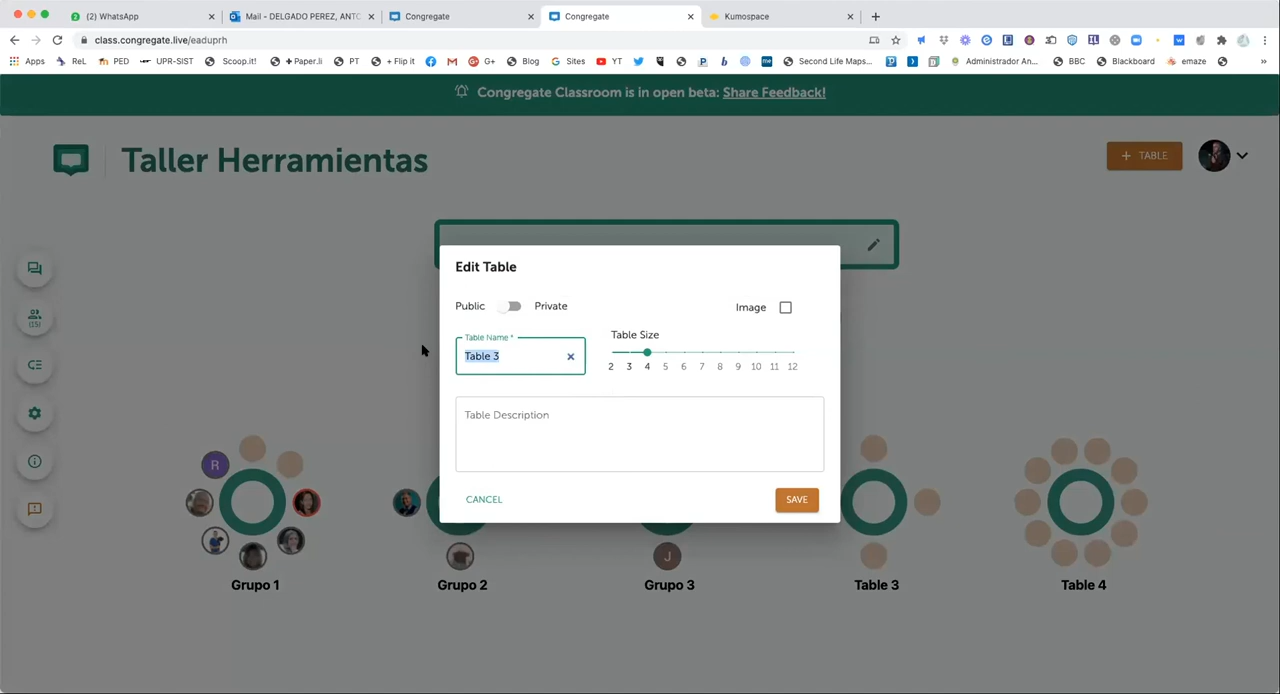 (2) WhatsApp
Mail - DELGADO PEREZ, ANTO
Congregate
Congregate
Kumospace
class.congregate.live/eaduprh
Apps
ReL
PED
UPR-SIST
Scoop.it!
+ Paper.li
PT
+ Flip it
G+
Blog
Sites
YT
Second Life Maps...
Administrador An...
BBC
Blackboard
emaze
Congregate Classroom is in open beta: Share Feedback!
Taller Herramientas
+ TABLE
Edit Table
Public
Private
Image
Table Name *
Table 3
Table Size
2 3 4 5 6 7 8 9 10 11 12
Table Description
CANCEL
SAVE
(15)
R
J
Grupo 1
Grupo 2
Grupo 3
Table 3
Table 4